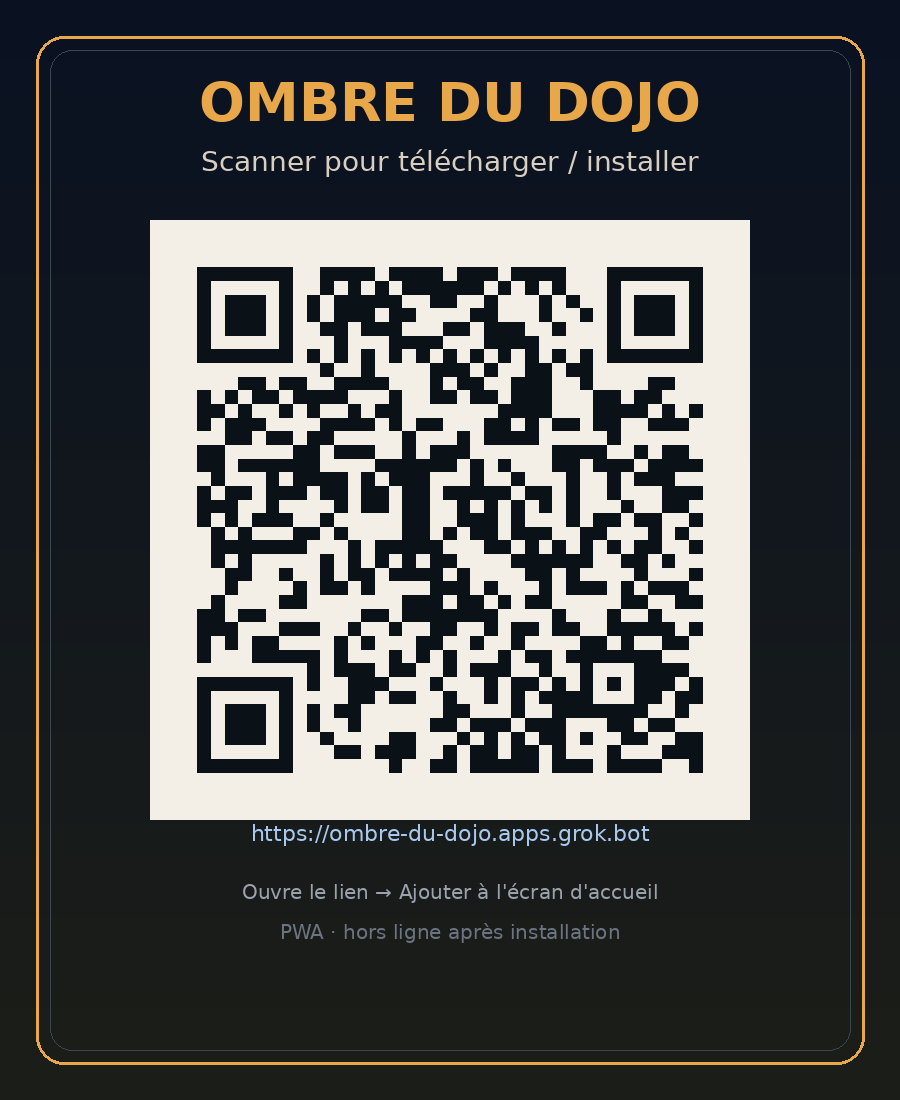 OMBRE DU DOJO
Scanner pour télécharger / installer
https://ombre-du-dojo.apps.grok.bot
Ouvre le lien → Ajouter à l'écran d'accueil
PWA · hors ligne après installation